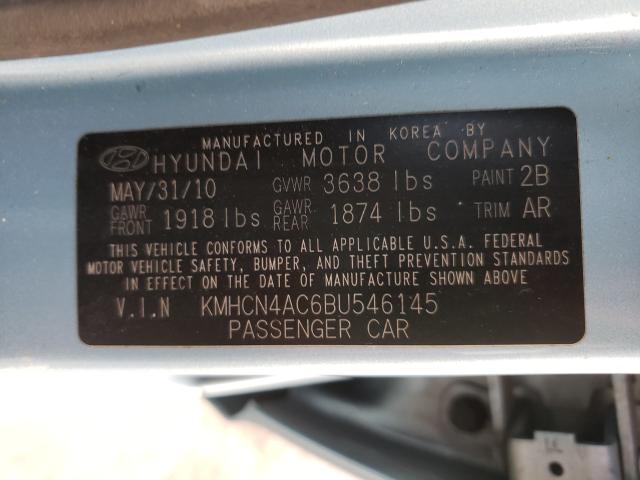 MANUFACTURED IN KOREA BY
HYUNDAI MOTOR COMPANY
MAY/31/10 GVWR 3638 lbs PAINT 2B
GAWR FRONT 1918 lbs GAWR REAR 1874 lbs TRIM AR
THIS VEHICLE CONFORMS TO ALL APPLICABLE U.S.A. FEDERAL
MOTOR VEHICLE SAFETY, BUMPER, AND THEFT PREVENTION STANDARDS
IN EFFECT ON THE DATE OF MANUFACTURE SHOWN ABOVE.
V.I.N KMHCN4AC6BU546145
PASSENGER CAR